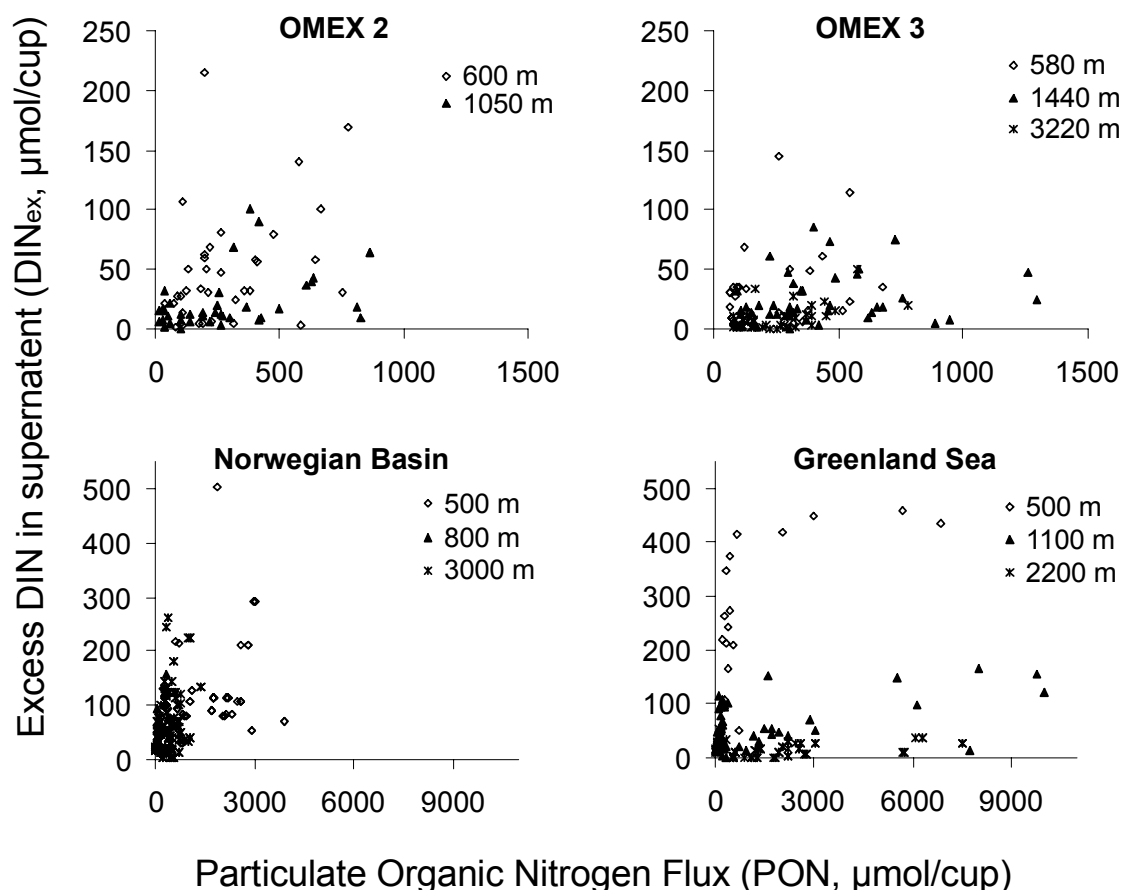 Excess DIN in supernatent (DINex, µmol/cup)
OMEX 2
250
200
150
100
50
0
0 500 1000 1500
600 m
1050 m
OMEX 3
250
200
150
100
50
0
0 500 1000 1500
580 m
1440 m
3220 m
Norwegian Basin
500
400
300
200
100
0
0 3000 6000 9000
500 m
800 m
3000 m
Greenland Sea
500
400
300
200
100
0
0 3000 6000 9000
500 m
1100 m
2200 m
Particulate Organic Nitrogen Flux (PON, µmol/cup)